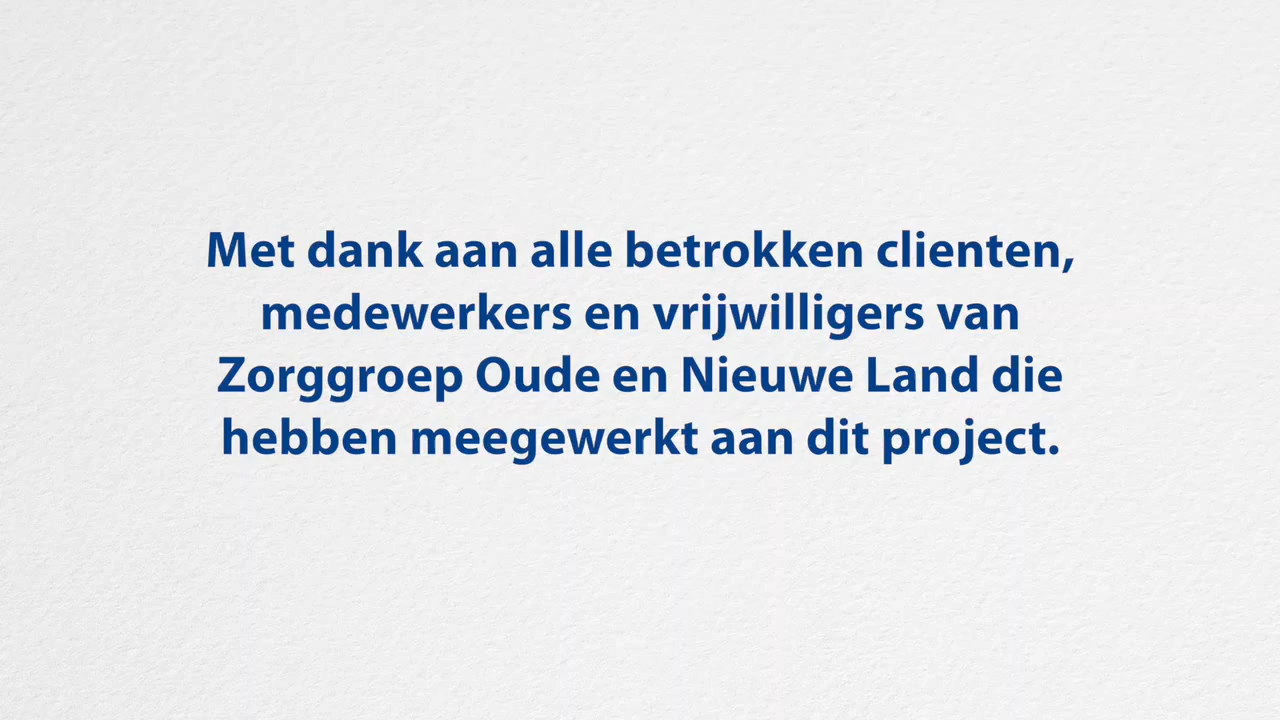 Met dank aan alle betrokken clienten,
medewerkers en vrijwilligers van
Zorggroep Oude en Nieuwe Land die
hebben meegewerkt aan dit project.